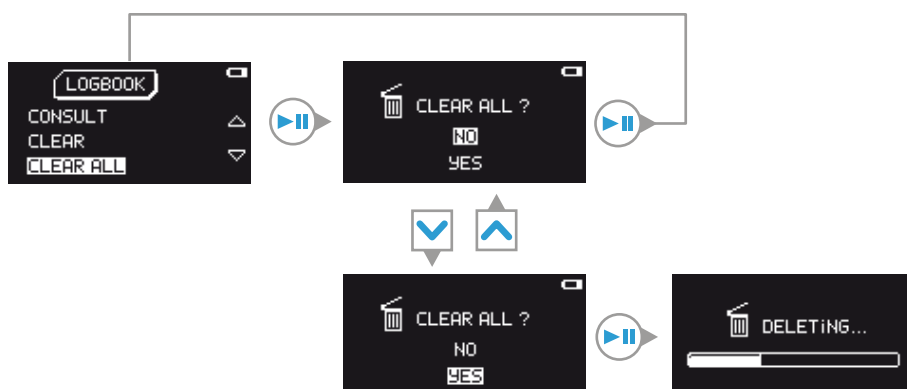 LOGBOOK
CONSULT
CLEAR
CLEAR ALL
CLEAR ALL ?
NO
YES
CLEAR ALL ?
NO
YES
DELETiNG...